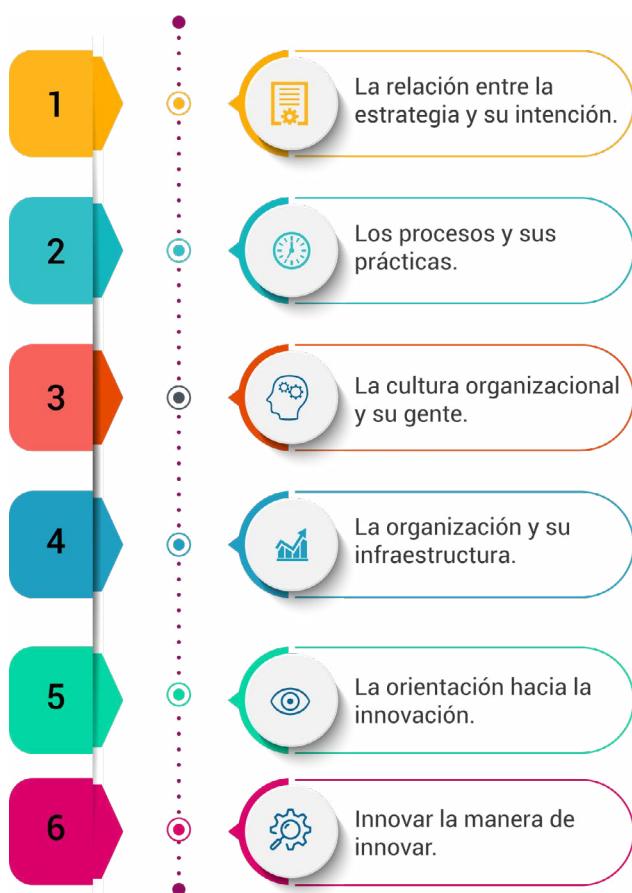 1
La relación entre la
estrategia y su intención.
2
Los procesos y sus
prácticas.
3
La cultura organizacional
y su gente.
4
La organización y su
infraestructura.
5
La orientación hacia la
innovación.
6
Innovar la manera de
innovar.